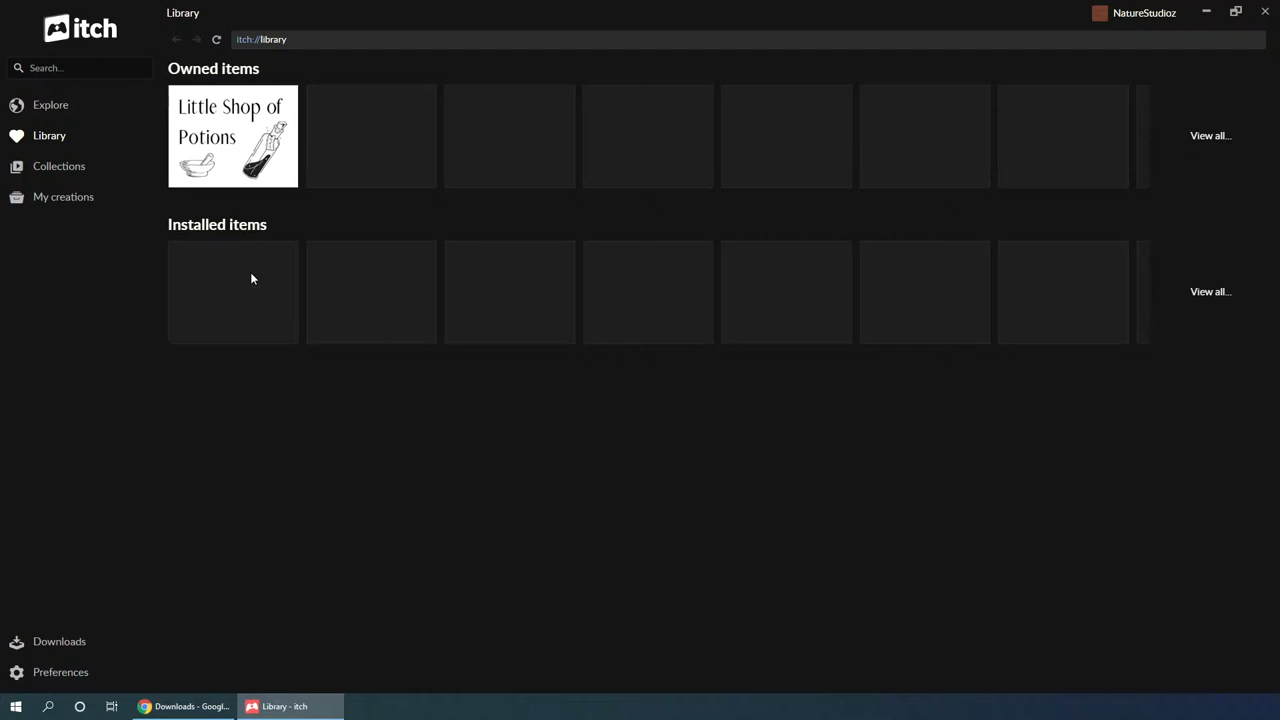 itch
Library
NatureStudioz
itch://library
Search...
Explore
Library
Collections
My creations
Owned items
Little Shop of
Potions
View all...
Installed items
View all...
Downloads
Preferences
Downloads - Googl...
Library - itch